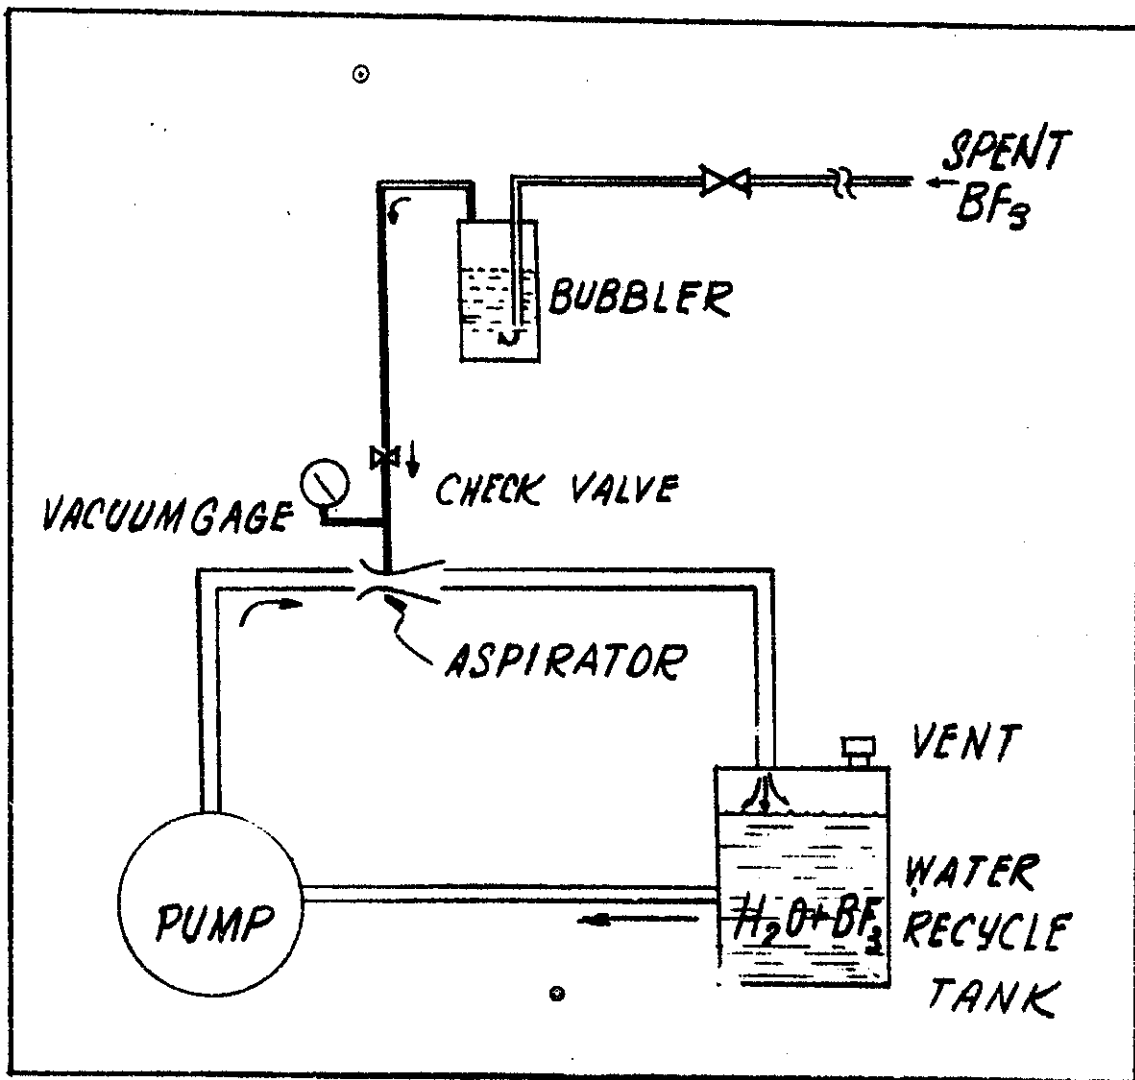 SPENT
BF₃
BUBBLER
CHECK VALVE
VACUUM GAGE
ASPIRATOR
VENT
PUMP
H₂O+BF₃
WATER
RECYCLE
TANK